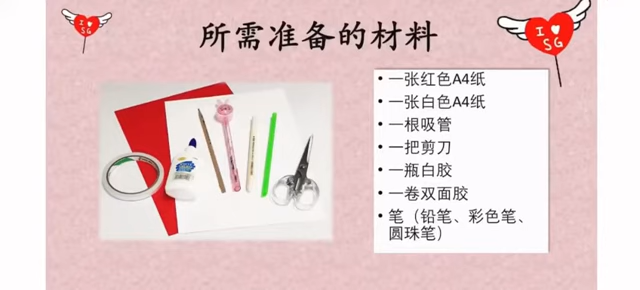 所需准备的材料
I
SG
I
SG
• 一张红色A4纸
• 一张白色A4纸
• 一根吸管
• 一把剪刀
• 一瓶白胶
• 一卷双面胶
• 笔（铅笔、彩色笔、
圆珠笔）